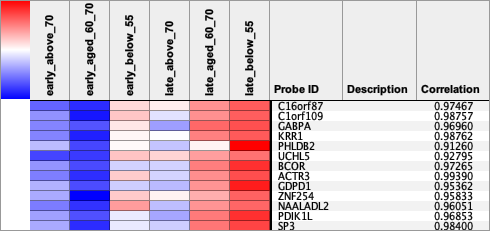 early_above_70
early_aged_60_70
early_below_55
late_above_70
late_aged_60_70
late_below_55
Probe ID Description Correlation
C16orf87 0.97467
C1orf109 0.98757
GABPA 0.96960
KRR1 0.98762
PHLDB2 0.91260
UCHL5 0.92795
BCOR 0.97265
ACTR3 0.99390
GDPD1 0.95362
ZNF254 0.95833
NAALADL2 0.96051
PDIK1L 0.96853
SP3 0.98400